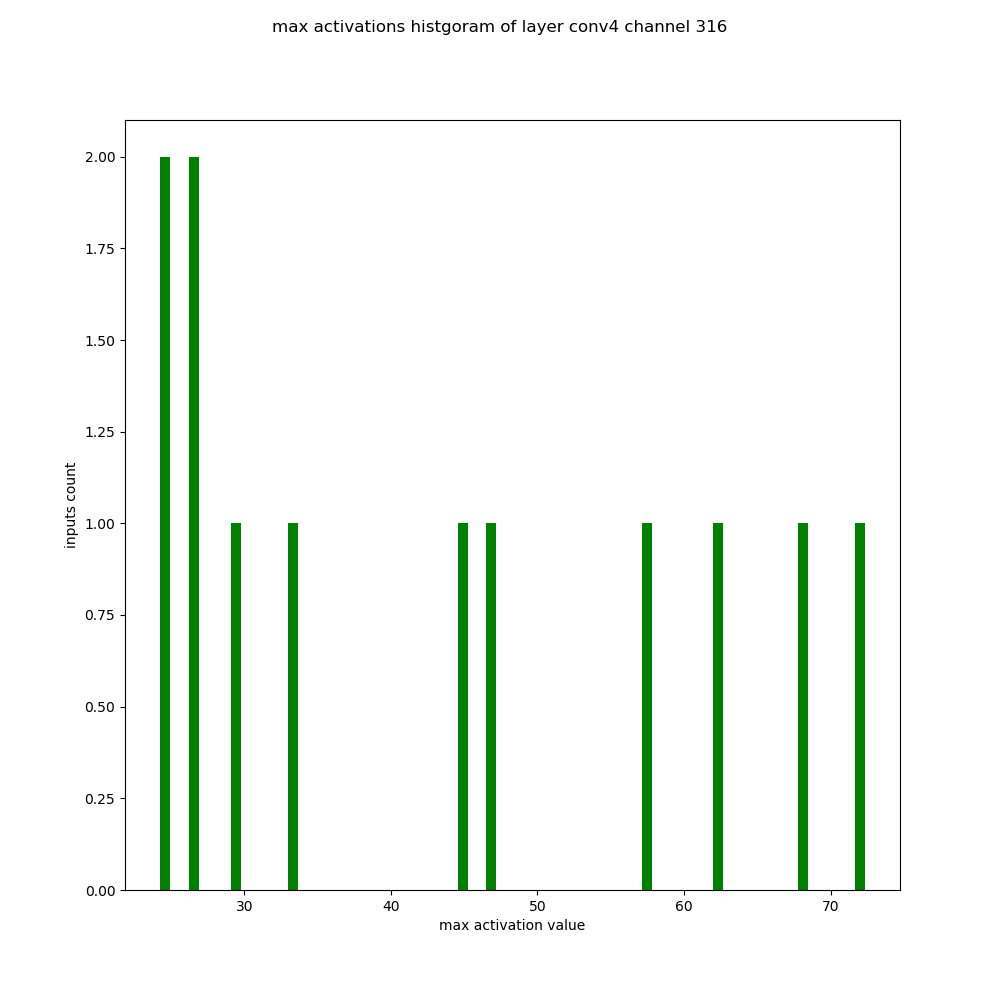 max activations histgoram of layer conv4 channel 316
2.00
1.75
1.50
1.25
1.00
0.75
0.50
0.25
0.00
inputs count
30 40 50 60 70
max activation value